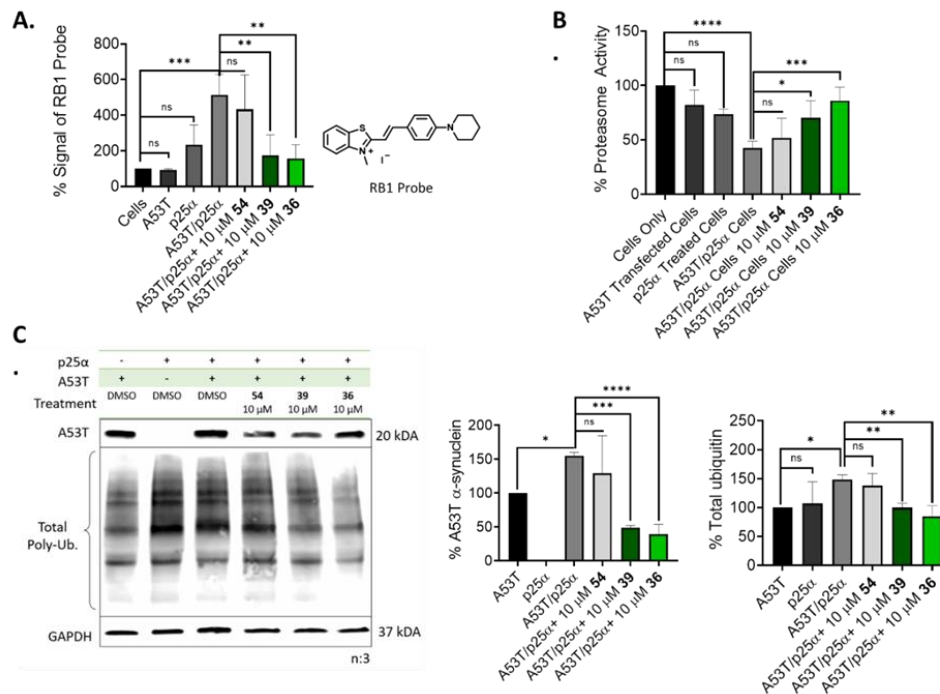 A.
% Signal of RB1 Probe
800
600
400
200
0
ns
ns
***
ns
**
**
Cells
A53T
p25α
A53T/p25α
A53T/p25α+ 10 μM 54
A53T/p25α+ 10 μM 39
A53T/p25α+ 10 μM 36
S
N
N
+
I⁻
RB1 Probe
B
.
% Proteasome Activity
150
100
50
0
ns
ns
****
ns
*
***
Cells Only
A53T Transfected Cells
p25α Treated Cells
A53T/p25α Cells
A53T/p25α Cells 10 μM 54
A53T/p25α Cells 10 μM 39
A53T/p25α Cells 10 μM 36
C
.
p25α - + + + + +
A53T + - + + + +
Treatment DMSO DMSO DMSO 54 39 36
10 μM 10 μM 10 μM
A53T 20 kDA
Total
Poly-Ub.
GAPDH 37 kDA
n:3
% A53T α-synuclein
200
150
100
50
0
*
ns
***
****
A53T
p25α
A53T/p25α
A53T/p25α+ 10 μM 54
A53T/p25α+ 10 μM 39
A53T/p25α+ 10 μM 36
% Total ubiquitin
200
150
100
50
0
*
ns
ns
**
**
A53T
p25α
A53T/p25α
A53T/p25α+ 10 μM 54
A53T/p25α+ 10 μM 39
A53T/p25α+ 10 μM 36